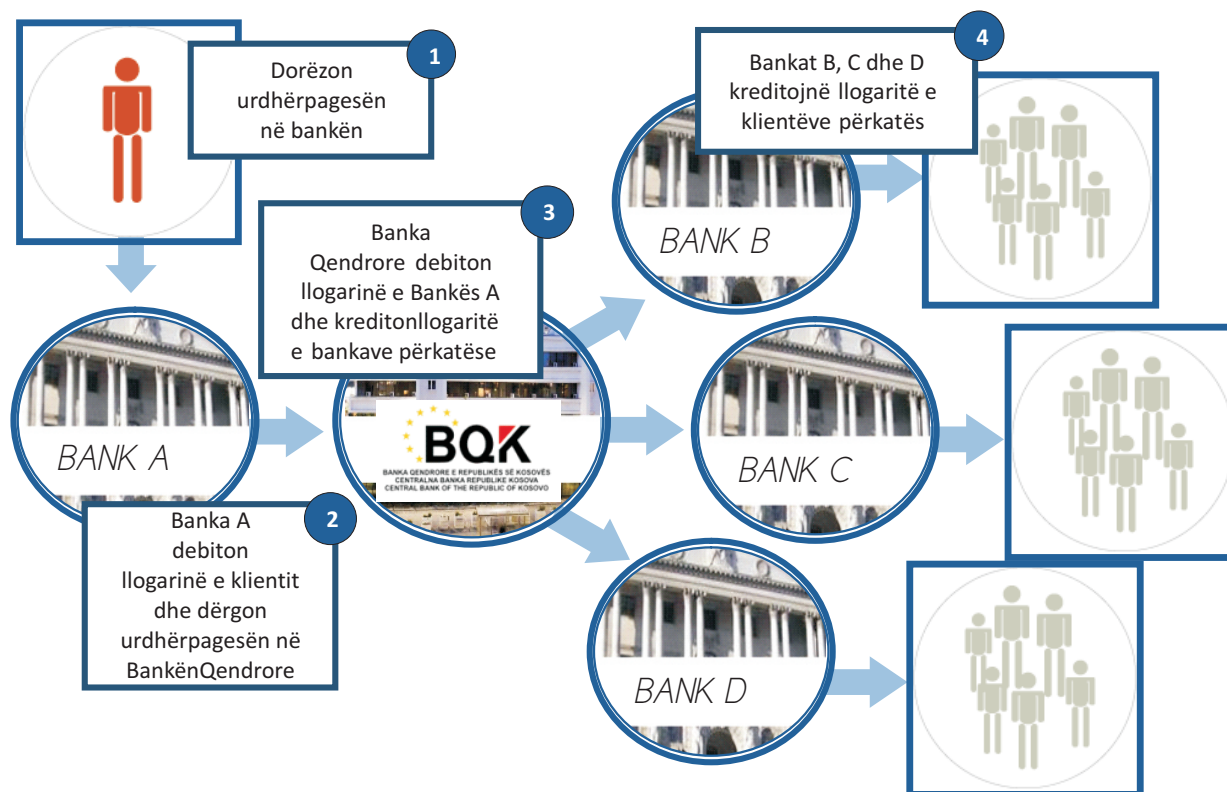 1
Dorëzon
urdhërpagesën
në bankën
4
Bankat B, C dhe D
kreditojnë llogaritë e
klientëve përkatës
3
Banka
Qendrore debiton
llogarinë e Bankës A
dhe kreditonllogaritë
e bankave përkatëse
BANK B
BANK A
BQK
BANKA QENDRORE E REPUBLIKËS SË KOSOVËS
CENTRALNA BANKA REPUBLIKE KOSOVA
CENTRAL BANK OF THE REPUBLIC OF KOSOVO
BANK C
2
Banka A
debiton
llogarinë e klientit
dhe dërgon
urdhërpagesën në
BankënQendrore
BANK D